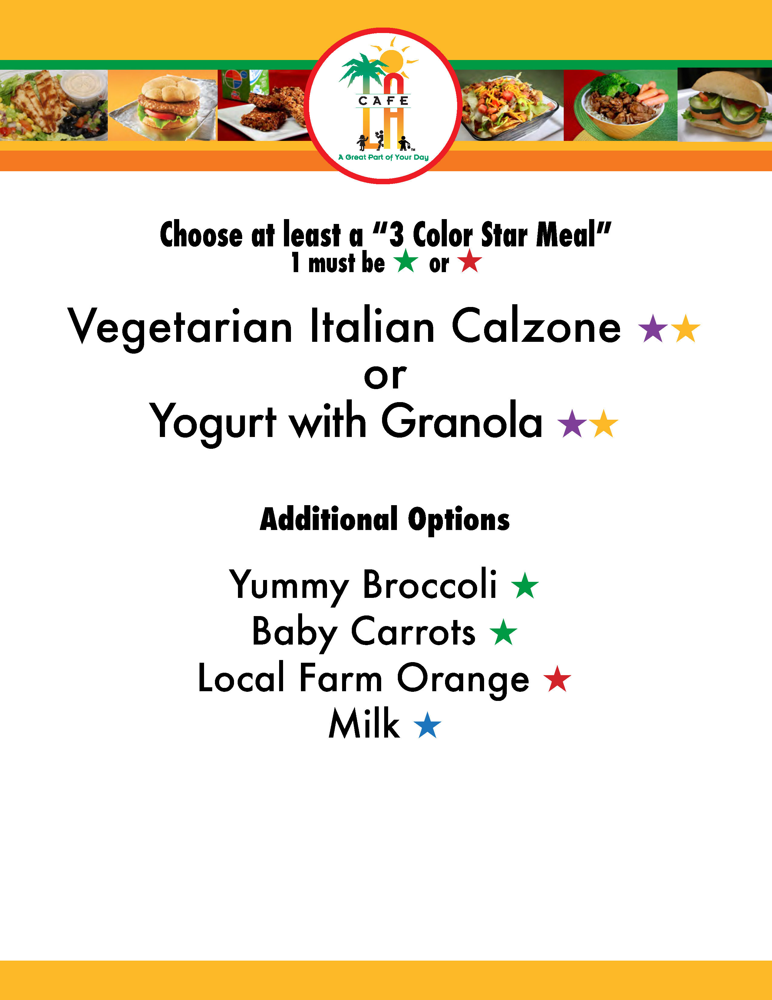 CAFE
LA
™
A Great Part of Your Day
Choose at least a “3 Color Star Meal”
1 must be ★ or ★
Vegetarian Italian Calzone ★★
or
Yogurt with Granola ★★
Additional Options
Yummy Broccoli ★
Baby Carrots ★
Local Farm Orange ★
Milk ★